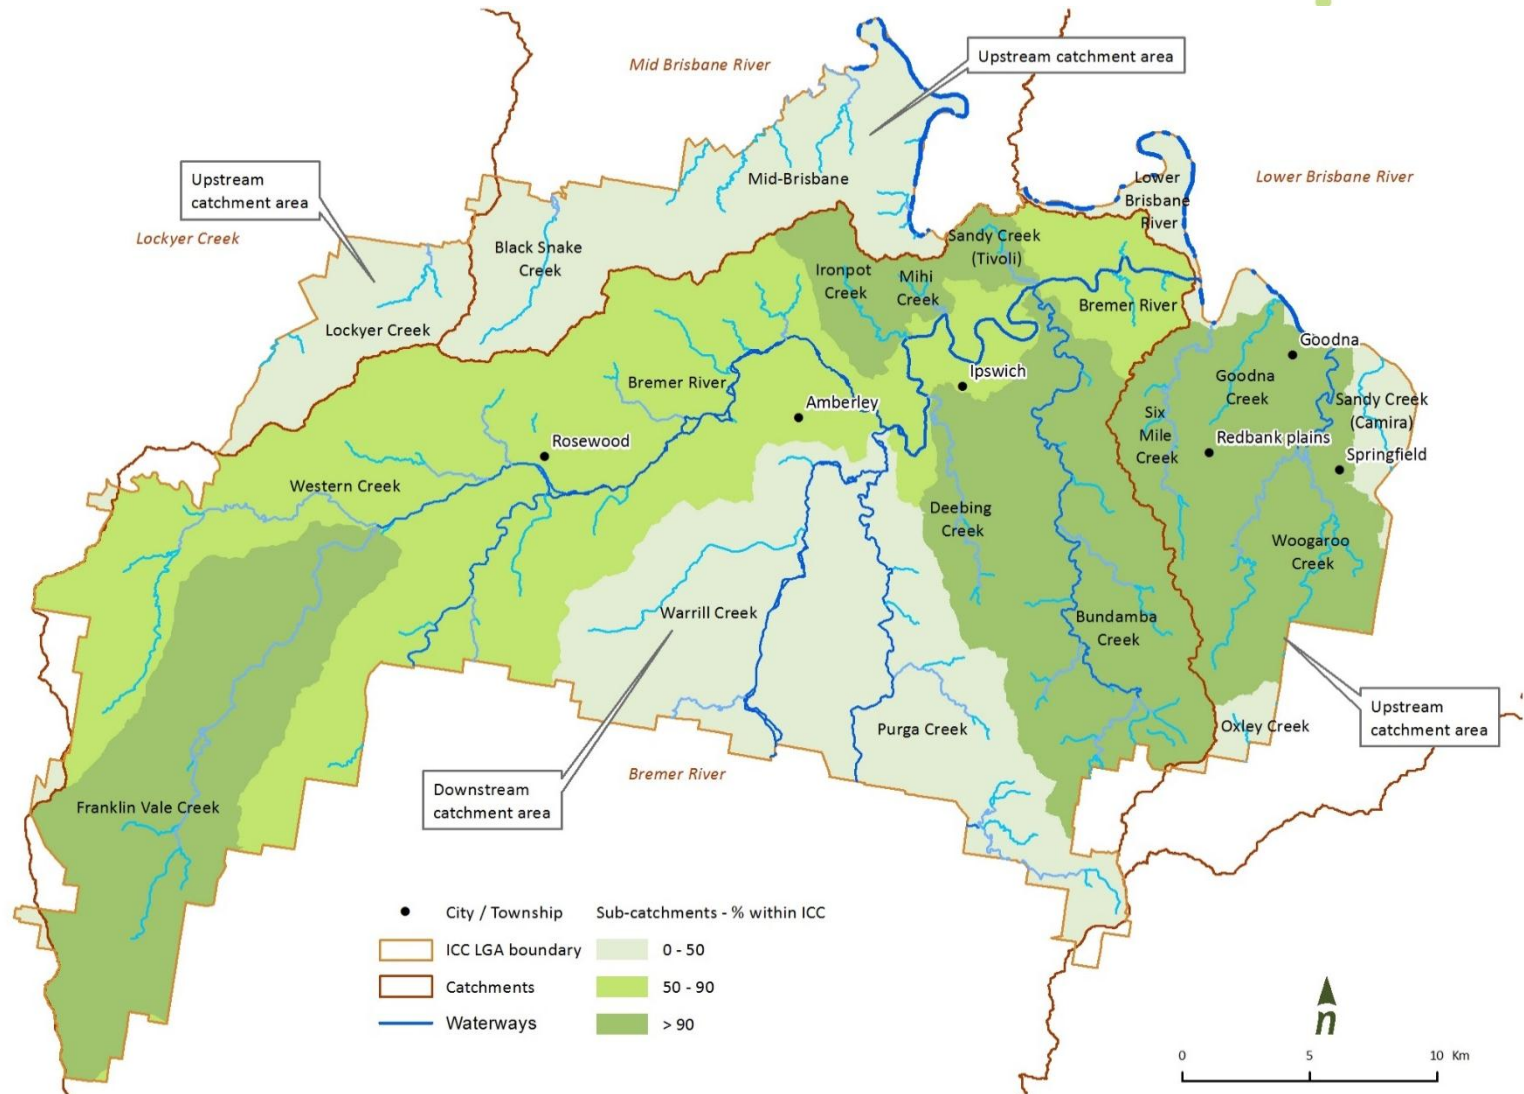 Mid Brisbane River
Upstream catchment area
Upstream
catchment area
Lockyer Creek
Mid-Brisbane
Lower
Brisbane
River
Lower Brisbane River
Black Snake
Creek
Sandy Creek
(Tivoli)
Ironpot
Creek
Mihi
Creek
Lockyer Creek
Bremer River
Bremer River
Goodna
Ipswich
Goodna
Creek
Amberley
Sandy Creek
(Camira)
Six
Mile
Creek
Redbank plains
Rosewood
Springfield
Western Creek
Deebing
Creek
Woogaroo
Creek
Warrill Creek
Bundamba
Creek
Upstream
catchment area
Purga Creek
Oxley Creek
Bremer River
Downstream
catchment area
Franklin Vale Creek
City / Township
Sub-catchments - % within ICC
ICC LGA boundary
0 - 50
Catchments
50 - 90
Waterways
> 90
n
0 5 10 Km